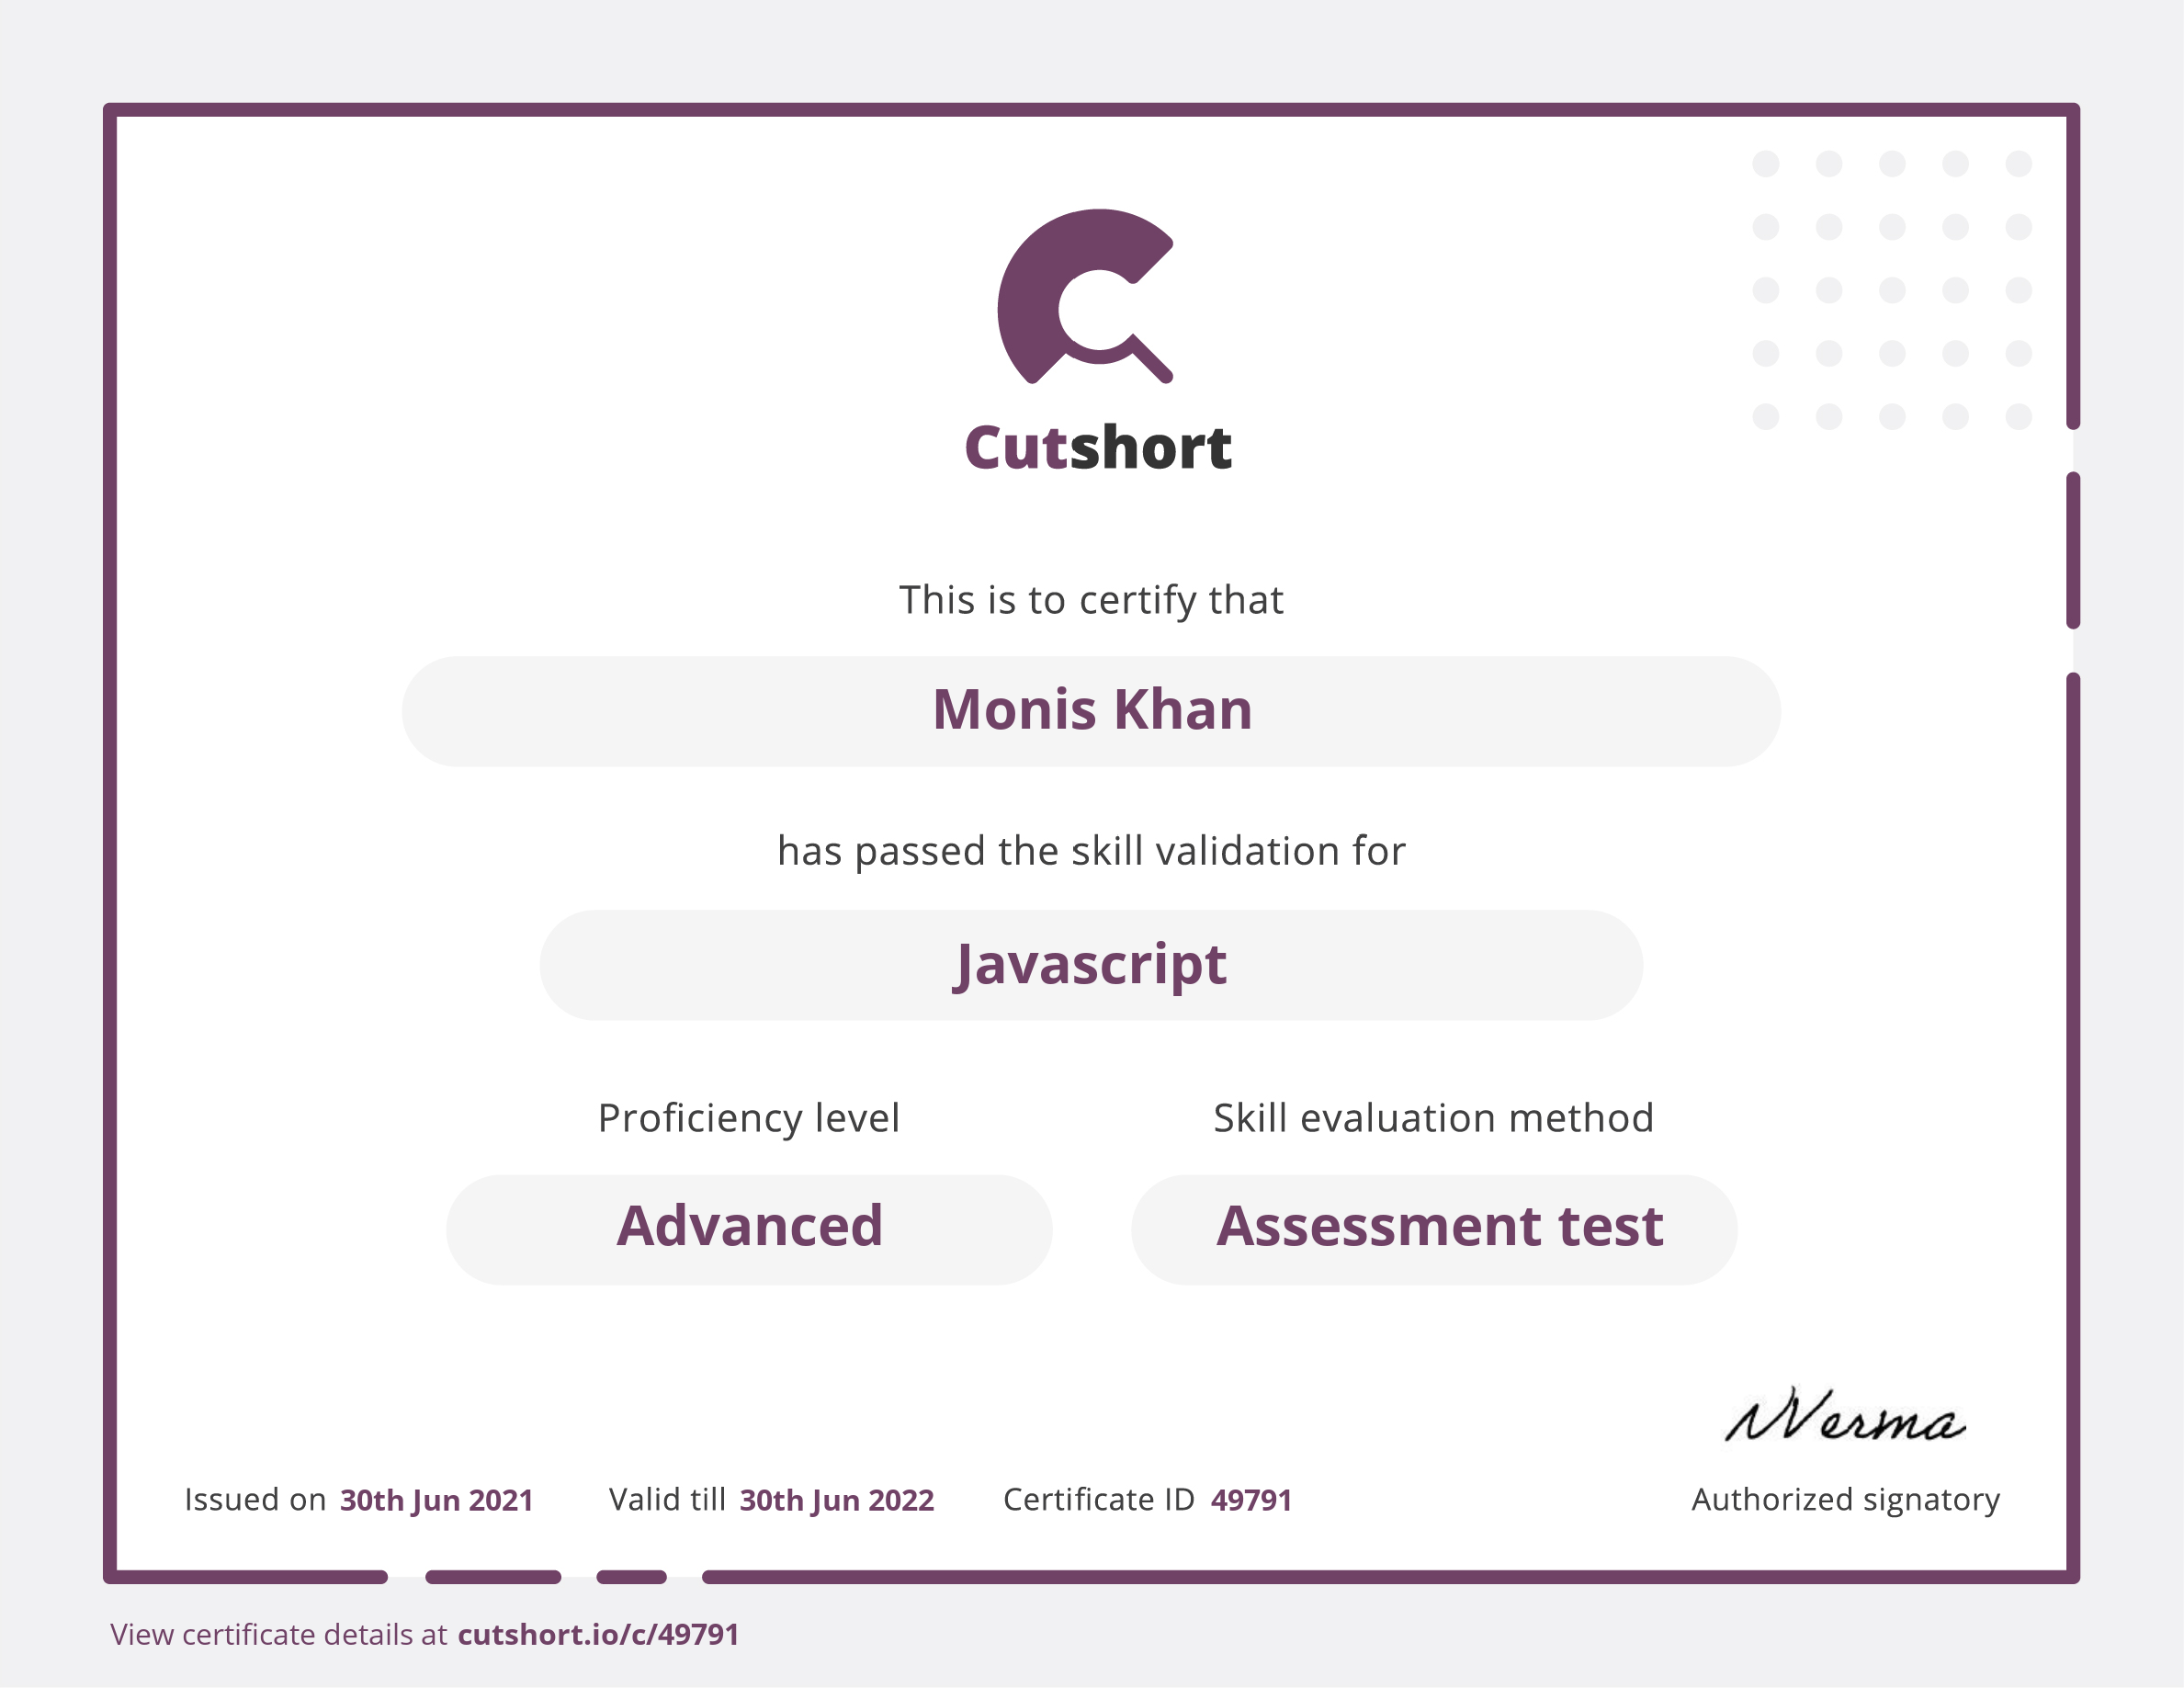 Cutshort
This is to certify that
Monis Khan
has passed the skill validation for
Javascript
Proficiency level
Skill evaluation method
Advanced
Assessment test
Verma
Issued on 30th Jun 2021
Valid till 30th Jun 2022
Certificate ID 49791
Authorized signatory
View certificate details at cutshort.io/c/49791